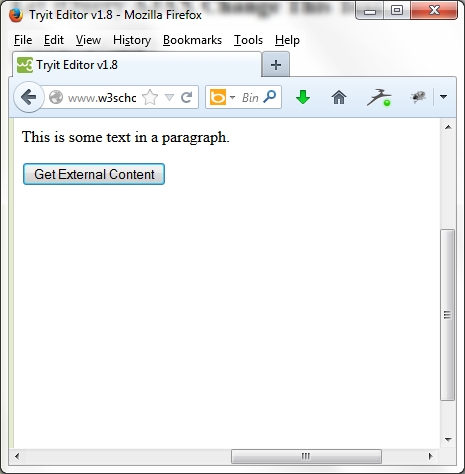 Tryit Editor v1.8 - Mozilla Firefox
File Edit View History Bookmarks Tools Help
Tryit Editor v1.8
www.w3schc
Bin
This is some text in a paragraph.
Get External Content